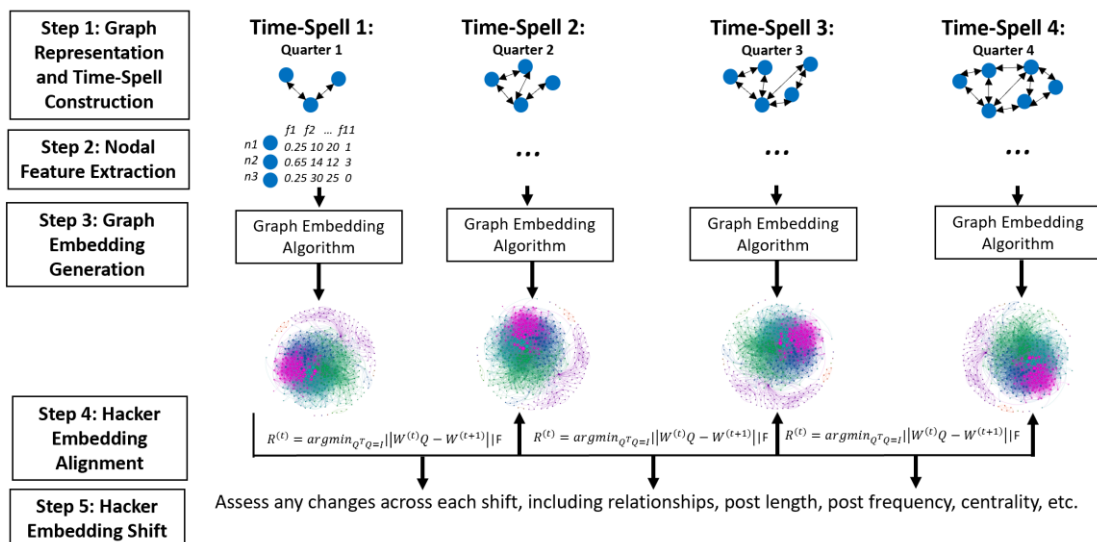 Step 1: Graph
Representation
and Time-Spell
Construction
Time-Spell 1:
Quarter 1
Time-Spell 2:
Quarter 2
Time-Spell 3:
Quarter 3
Time-Spell 4:
Quarter 4
Step 2: Nodal
Feature Extraction
f1 f2 ... f11
n1 0.25 10 20 1
n2 0.65 14 12 3
n3 0.25 30 25 0
...
...
...
Step 3: Graph
Embedding
Generation
Graph Embedding
Algorithm
Graph Embedding
Algorithm
Graph Embedding
Algorithm
Graph Embedding
Algorithm
Step 4: Hacker
Embedding
Alignment
R^(t) = argmin_{Q^T Q=I}||W^(t)Q − W^(t+1)||F
R^(t) = argmin_{Q^T Q=I}||W^(t)Q − W^(t+1)||F
R^(t) = argmin_{Q^T Q=I}||W^(t)Q − W^(t+1)||F
Step 5: Hacker
Embedding Shift
Assess any changes across each shift, including relationships, post length, post frequency, centrality, etc.